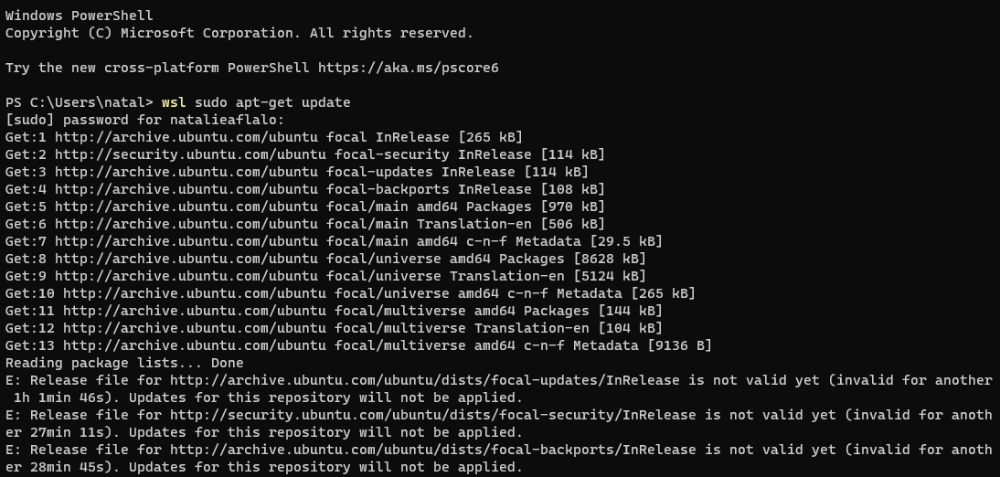 Windows PowerShell
Copyright (C) Microsoft Corporation. All rights reserved.
Try the new cross-platform PowerShell https://aka.ms/pscore6
PS C:\Users\natal> wsl sudo apt-get update
[sudo] password for natalieaflalo:
Get:1 http://archive.ubuntu.com/ubuntu focal InRelease [265 kB]
Get:2 http://security.ubuntu.com/ubuntu focal-security InRelease [114 kB]
Get:3 http://archive.ubuntu.com/ubuntu focal-updates InRelease [114 kB]
Get:4 http://archive.ubuntu.com/ubuntu focal-backports InRelease [108 kB]
Get:5 http://archive.ubuntu.com/ubuntu focal/main amd64 Packages [970 kB]
Get:6 http://archive.ubuntu.com/ubuntu focal/main Translation-en [506 kB]
Get:7 http://archive.ubuntu.com/ubuntu focal/main amd64 c-n-f Metadata [29.5 kB]
Get:8 http://archive.ubuntu.com/ubuntu focal/universe amd64 Packages [8628 kB]
Get:9 http://archive.ubuntu.com/ubuntu focal/universe Translation-en [5124 kB]
Get:10 http://archive.ubuntu.com/ubuntu focal/universe amd64 c-n-f Metadata [265 kB]
Get:11 http://archive.ubuntu.com/ubuntu focal/multiverse amd64 Packages [144 kB]
Get:12 http://archive.ubuntu.com/ubuntu focal/multiverse Translation-en [104 kB]
Get:13 http://archive.ubuntu.com/ubuntu focal/multiverse amd64 c-n-f Metadata [9136 B]
Reading package lists... Done
E: Release file for http://archive.ubuntu.com/ubuntu/dists/focal-updates/InRelease is not valid yet (invalid for another
 1h 1min 46s). Updates for this repository will not be applied.
E: Release file for http://security.ubuntu.com/ubuntu/dists/focal-security/InRelease is not valid yet (invalid for anoth
er 27min 11s). Updates for this repository will not be applied.
E: Release file for http://archive.ubuntu.com/ubuntu/dists/focal-backports/InRelease is not valid yet (invalid for anoth
er 28min 45s). Updates for this repository will not be applied.